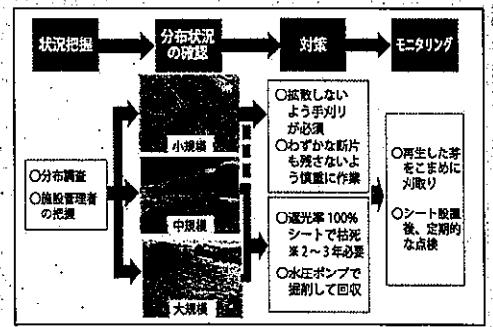 状況把握
分布状況
の確認
対策
モニタリング
○分布調査
○施設管理者
の把握
小規模
中規模
大規模
○拡散しない
よう手刈り
が必須
○わずかな断片
も残さないよ
う慎重に作業
○遮光率100%
シートで枯死
※2~3年必要
○水圧ポンプで
掘削して回収
○再生した芽
をこまめに
刈取り
○シート設置
後、定期的
な点検